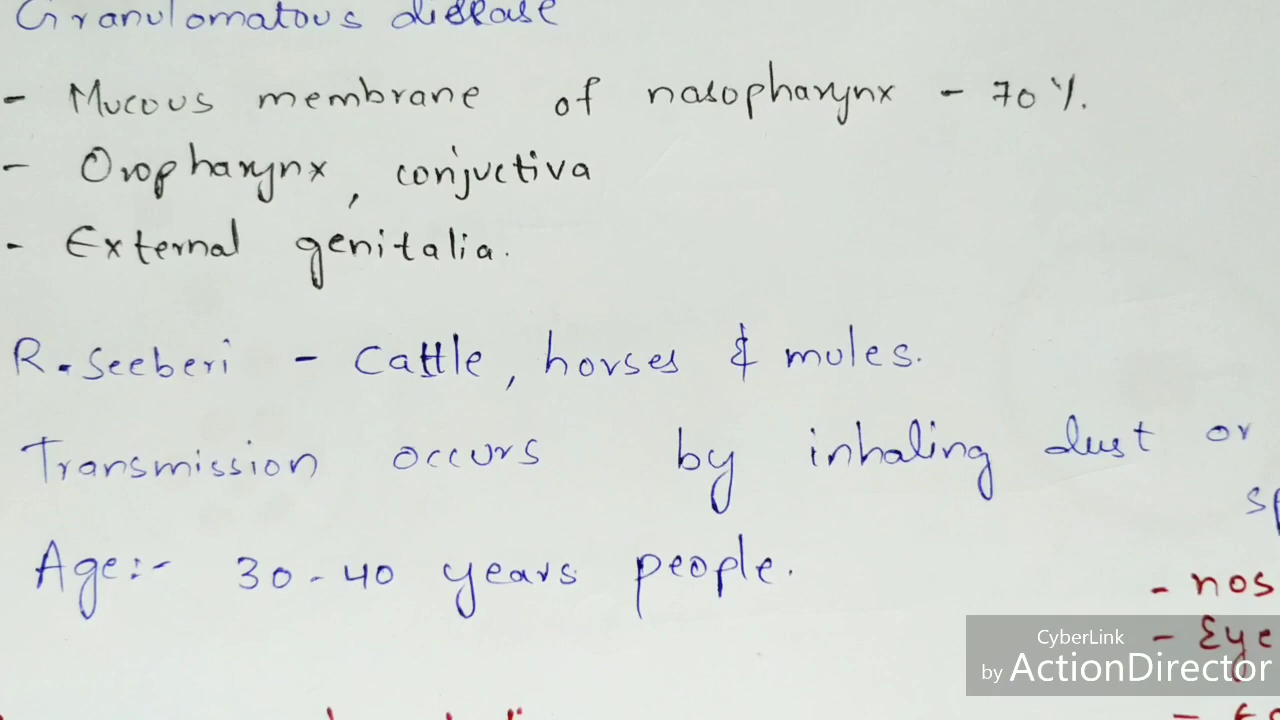 Granulomatous disease
- Mucous membrane of nasopharynx - 70%.
- Oropharynx, conjuctiva
- External genitalia.
R. Seeberi - Cattle, horses & mules.
Transmission occurs by inhaling dust or
sp
Age:- 30-40 years people.
- nos
- Eye
CyberLink
by ActionDirector